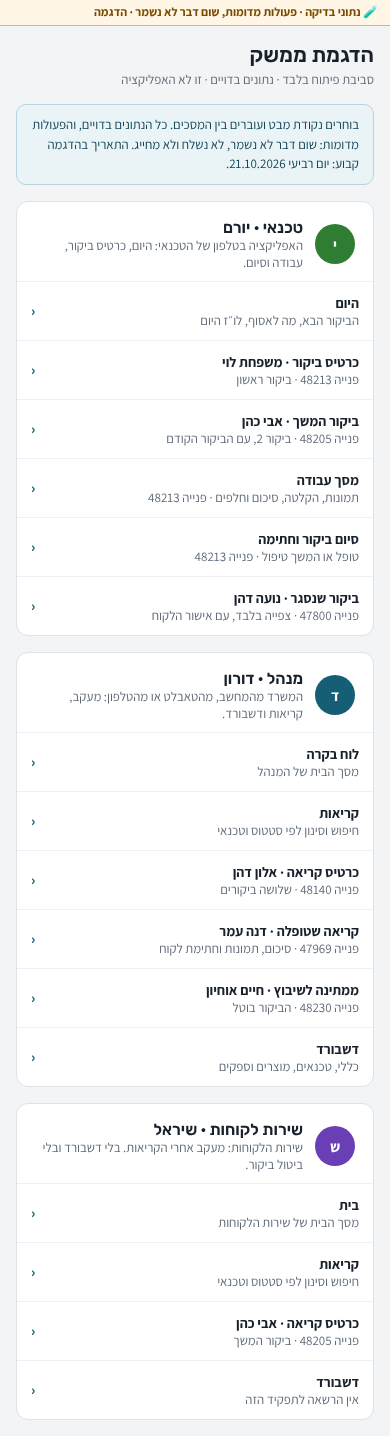 🧪 נתוני בדיקה · פעולות מדומות, שום דבר לא נשמר · הדגמה
הדגמת ממשק
סביבת פיתוח בלבד · נתונים בדויים · זו לא האפליקציה
בוחרים נקודת מבט ועוברים בין המסכים. כל הנתונים בדויים, והפעולות
מדומות: שום דבר לא נשמר, לא נשלח ולא מחייג. התאריך בהדגמה
קבוע: יום רביעי 21.10.2026.
י
טכנאי • יורם
האפליקציה בטלפון של הטכנאי: היום, כרטיס ביקור,
עבודה וסיום.
היום
הביקור הבא, מה לאסוף, לו״ז היום
כרטיס ביקור · משפחת לוי
פנייה 48213 · ביקור ראשון
ביקור המשך · אבי כהן
פנייה 48205 · ביקור 2, עם הביקור הקודם
מסך עבודה
תמונות, הקלטה, סיכום וחלפים · פנייה 48213
סיום ביקור וחתימה
טופל או המשך טיפול · פנייה 48213
ביקור שנסגר · נועה דהן
פנייה 47800 · צפייה בלבד, עם אישור הלקוח
ד
מנהל • דורון
המשרד מהמחשב, מהטאבלט או מהטלפון: מעקב,
קריאות ודשבורד.
לוח בקרה
מסך הבית של המנהל
קריאות
חיפוש וסינון לפי סטטוס וטכנאי
כרטיס קריאה · אלון דהן
פנייה 48140 · שלושה ביקורים
קריאה שטופלה · דנה עמר
פנייה 47969 · סיכום, תמונות וחתימת לקוח
ממתינה לשיבוץ · חיים אוחיון
פנייה 48230 · הביקור בוטל
דשבורד
כללי, טכנאים, מוצרים וספקים
ש
שירות לקוחות • שיראל
שירות הלקוחות: מעקב אחרי הקריאות. בלי דשבורד ובלי
ביטול ביקור.
בית
מסך הבית של שירות הלקוחות
קריאות
חיפוש וסינון לפי סטטוס וטכנאי
כרטיס קריאה · אבי כהן
פנייה 48205 · ביקור המשך
דשבורד
אין הרשאה לתפקיד הזה